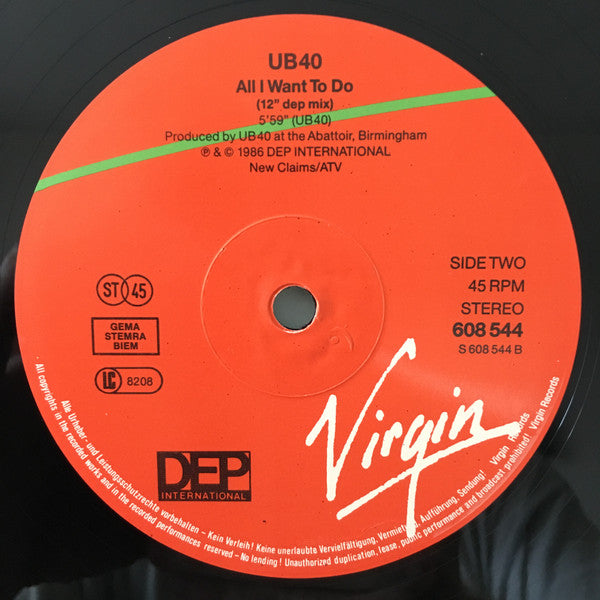 UB40
All I Want To Do
(12" dep mix)
5'59" (UB40)
Produced by UB40 at the Abattoir, Birmingham
℗ & © 1986 DEP INTERNATIONAL
New Claims/ATV
ST 45
GEMA
STEMRA
BIEM
LC 8208
SIDE TWO
45 RPM
STEREO
608 544
S 608 544 B
DEP
INTERNATIONAL
Virgin
Alle Urheber- und Leistungsschutzrechte vorbehalten – Kein Verleih! Keine unerlaubte Vervielfältigung, Vermietung, Aufführung, Sendung! Virgin Records
All copyrights in the recorded works and in the recorded performances reserved – No lending! Unauthorized duplication, lease, public performance and broadcast prohibited! Virgin Records